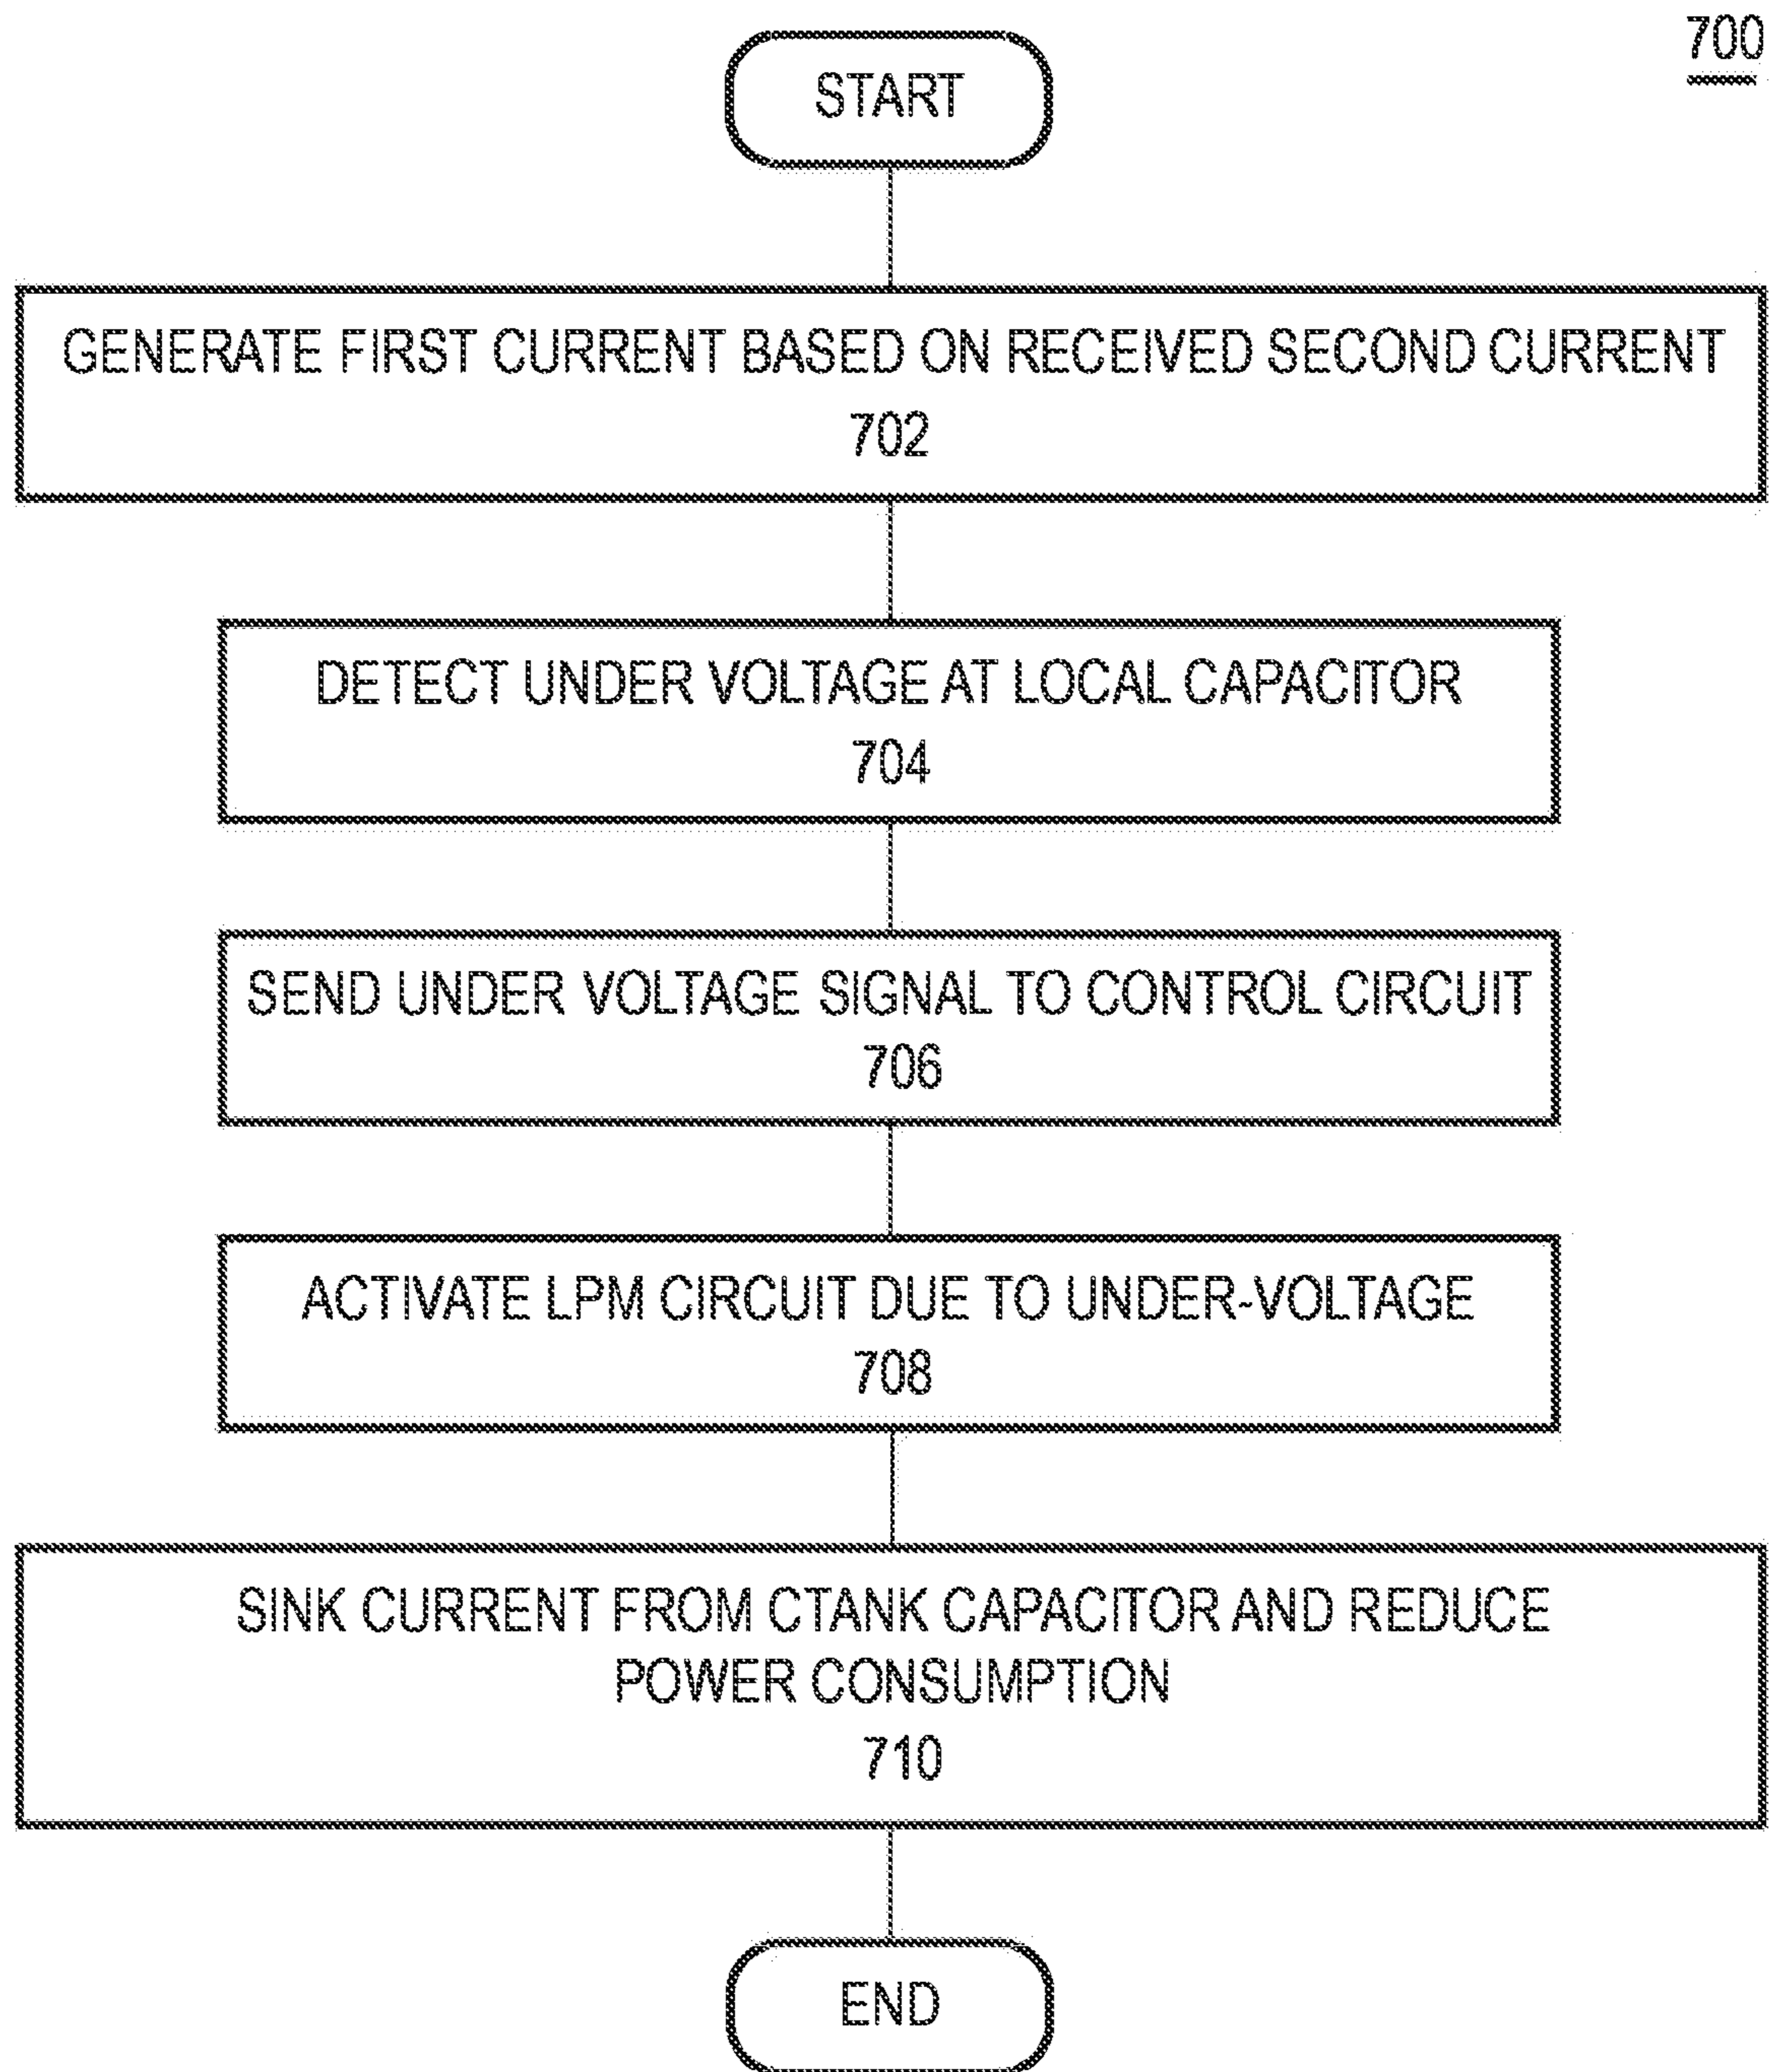 700
START
GENERATE FIRST CURRENT BASED ON RECEIVED SECOND CURRENT
702
DETECT UNDER VOLTAGE AT LOCAL CAPACITOR
704
SEND UNDER VOLTAGE SIGNAL TO CONTROL CIRCUIT
706
ACTIVATE LPM CIRCUIT DUE TO UNDER-VOLTAGE
708
SINK CURRENT FROM CTANK CAPACITOR AND REDUCE
POWER CONSUMPTION
710
END